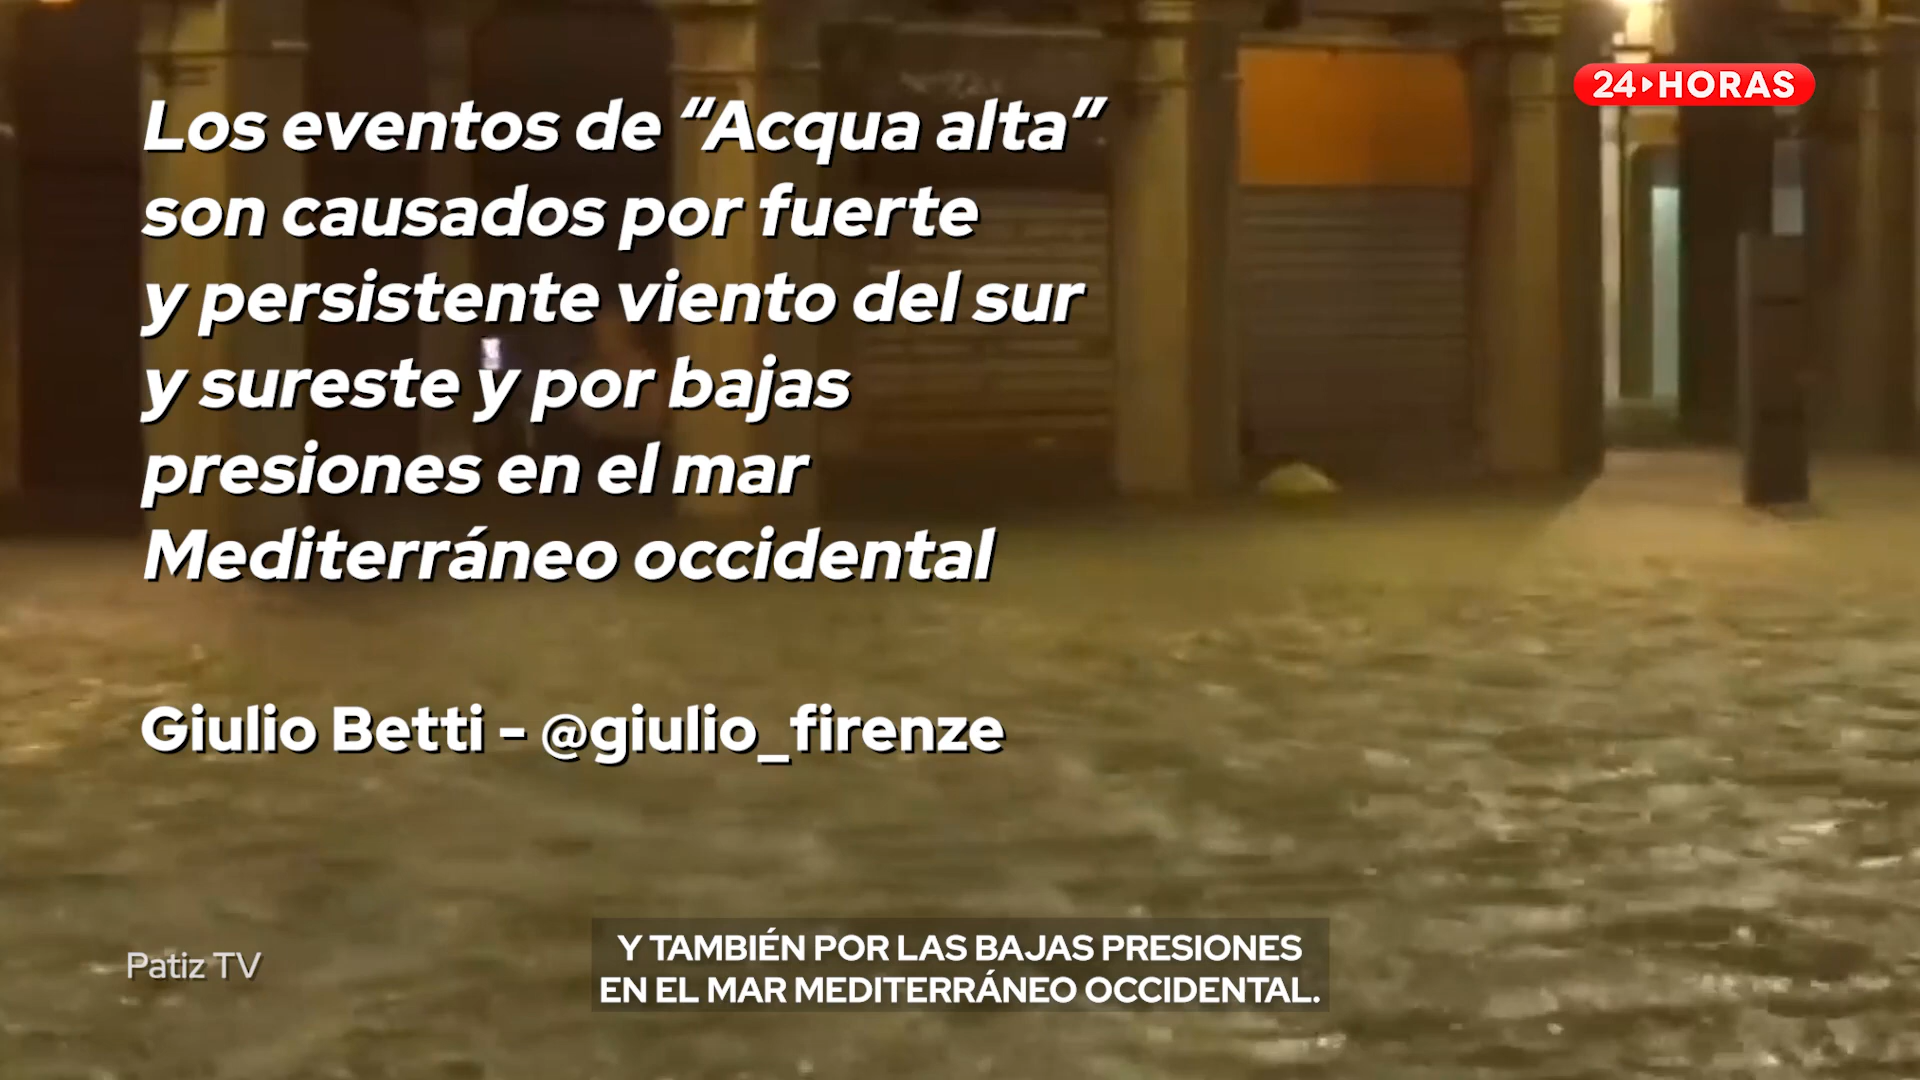 24 HORAS
Los eventos de “Acqua alta”
son causados por fuerte
y persistente viento del sur
y sureste y por bajas
presiones en el mar
Mediterráneo occidental
Giulio Betti - @giulio_firenze
Patiz TV
Y TAMBIÉN POR LAS BAJAS PRESIONES
EN EL MAR MEDITERRÁNEO OCCIDENTAL.